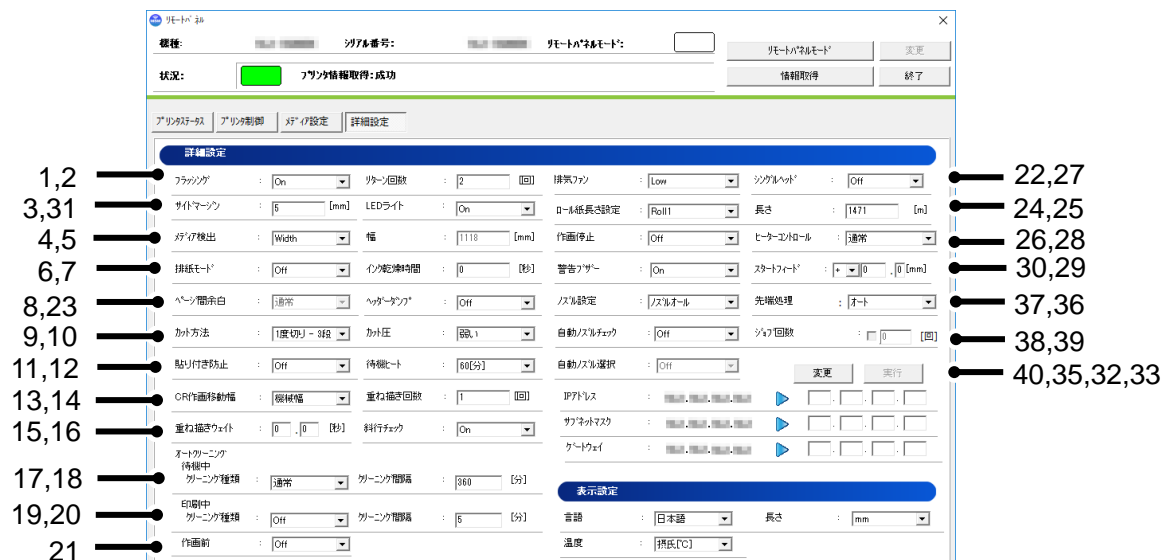 リモートパネル
機種: シリアル番号: リモートパネルモード:
リモートパネルモード 変更
状況: プリンタ情報取得:成功
情報取得 終了
プリンタステータス プリンタ制御 メディア設定 詳細設定
詳細設定
1,2 フラッシング : On リターン回数 : 2 [回] 排気ファン : Low シングルヘッド : Off 22,27
3,31 サイドマージン : 5 [mm] LEDライト : On ロール紙長さ設定 : Roll1 長さ : 1471 [m] 24,25
4,5 メディア検出 : Width 幅 : 1118 [mm] 作画停止 : Off ヒーターコントロール : 通常 26,28
6,7 排紙モード : Off インク乾燥時間 : 0 [秒] 警告ブザー : On スタートフィード : + 0 . 0 [mm] 30,29
8,23 ページ間余白 : 通常 ヘッダーダンプ : Off ノズル設定 : ノズルオール 先端処理 : オート 37,36
9,10 カット方法 : 1度切り - 3段 カット圧 : 弱い 自動ノズルチェック : Off ジョブ回数 : 0 [回] 38,39
11,12 貼り付き防止 : Off 待機ヒート : 60[分] 自動ノズル選択 : Off 変更 実行 40,35,32,33
13,14 CR作画移動幅 : 機械幅 重ね描き回数 : 1 [回] IPアドレス :
15,16 重ね描きウェイト : 0 . 0 [秒] 斜行チェック : On サブネットマスク :
ゲートウェイ :
オートクリーニング
待機中
17,18 クリーニング種類 : 通常 クリーニング間隔 : 360 [分]
表示設定
印刷中
19,20 クリーニング種類 : Off クリーニング間隔 : 5 [分] 言語 : 日本語 長さ : mm
21 作画前 : Off 温度 : 摂氏[℃]